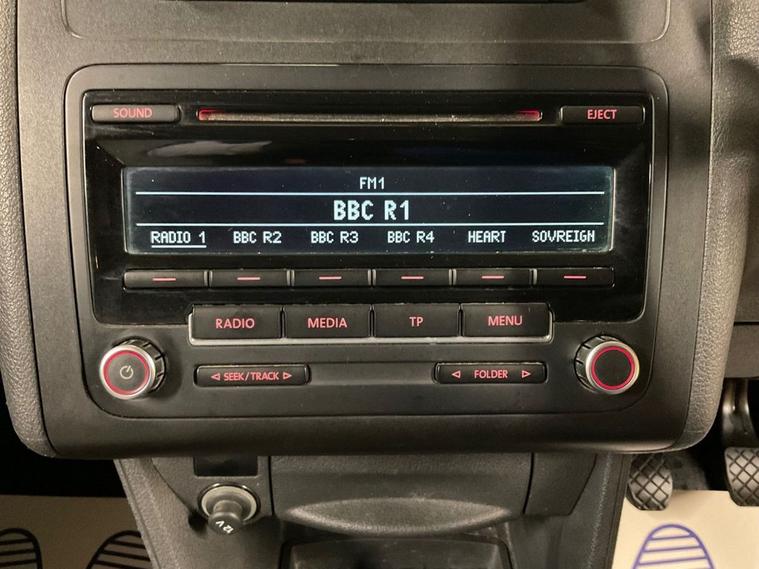 SOUND EJECT
FM1
BBC R1
RADIO 1 BBC R2 BBC R3 BBC R4 HEART SOVREIGN
RADIO MEDIA TP MENU
SEEK/TRACK FOLDER
12V